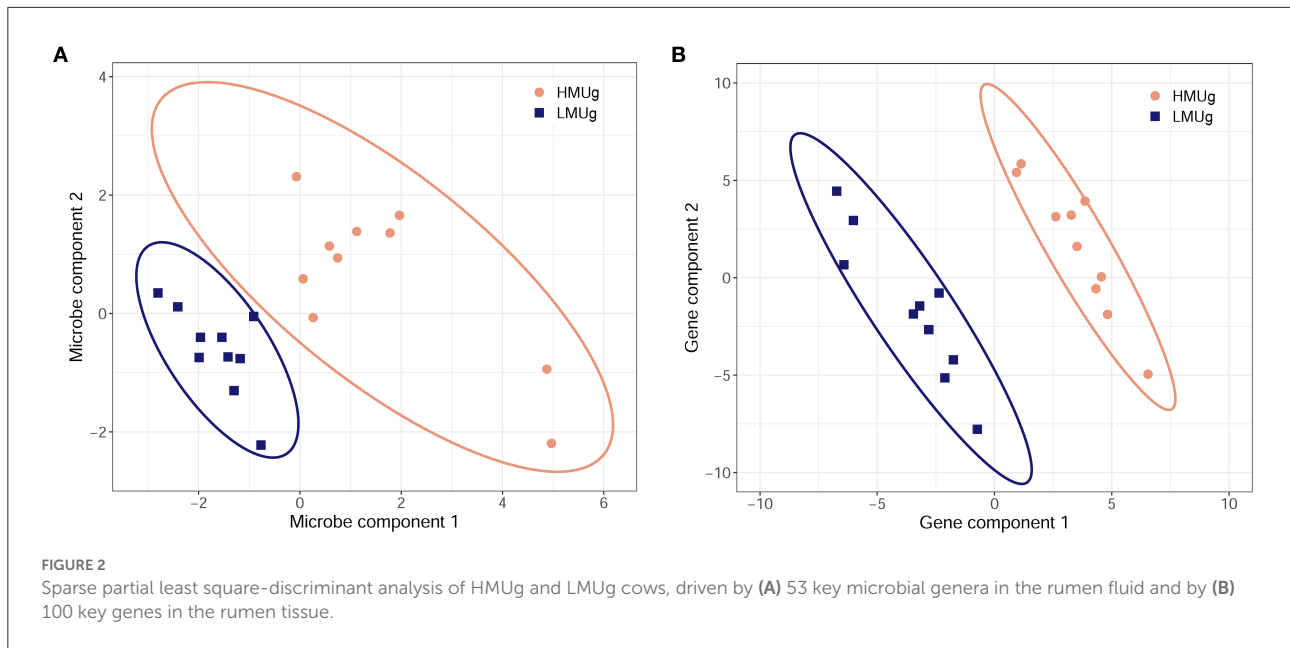 A
B
HMUg
LMUg
4
2
0
−2
Microbe component 2
−2
0
2
4
6
Microbe component 1
HMUg
LMUg
10
5
0
−5
−10
Gene component 2
−10
−5
0
5
10
Gene component 1
FIGURE 2
Sparse partial least square-discriminant analysis of HMUg and LMUg cows, driven by (A) 53 key microbial genera in the rumen fluid and by (B)
100 key genes in the rumen tissue.